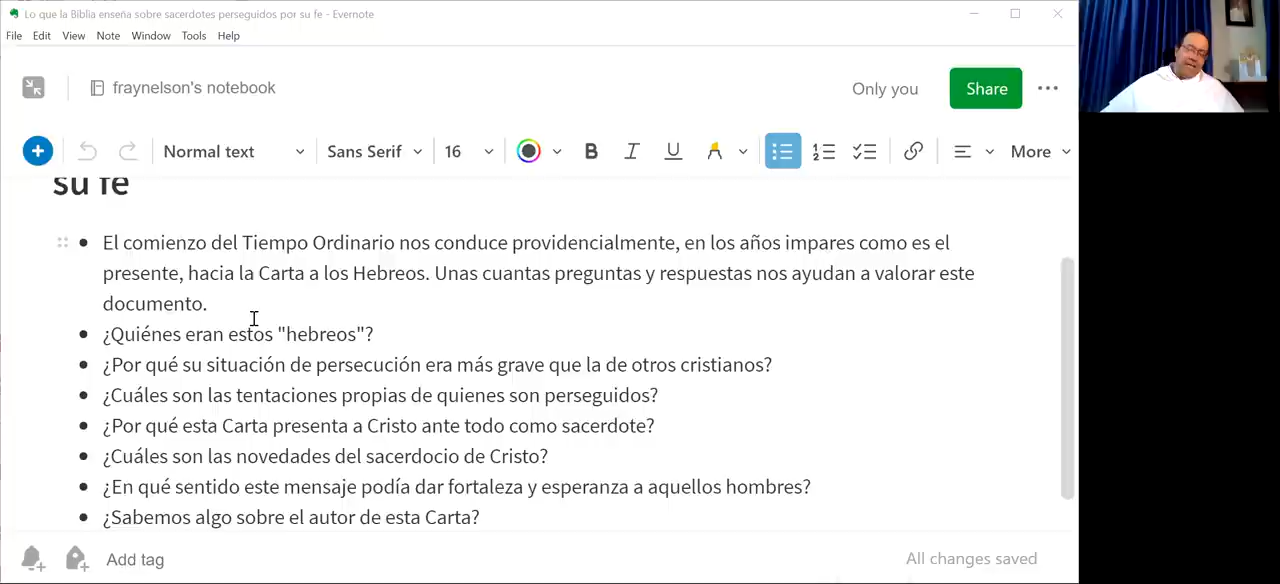 Lo que la Biblia enseña sobre sacerdotes perseguidos por su fe - Evernote
File Edit View Note Window Tools Help
fraynelson's notebook
Only you
Share
Normal text
Sans Serif
16
B I U
More
su fe
El comienzo del Tiempo Ordinario nos conduce providencialmente, en los años impares como es el
presente, hacia la Carta a los Hebreos. Unas cuantas preguntas y respuestas nos ayudan a valorar este
documento.
¿Quiénes eran estos "hebreos"?
¿Por qué su situación de persecución era más grave que la de otros cristianos?
¿Cuáles son las tentaciones propias de quienes son perseguidos?
¿Por qué esta Carta presenta a Cristo ante todo como sacerdote?
¿Cuáles son las novedades del sacerdocio de Cristo?
¿En qué sentido este mensaje podía dar fortaleza y esperanza a aquellos hombres?
¿Sabemos algo sobre el autor de esta Carta?
Add tag
All changes saved